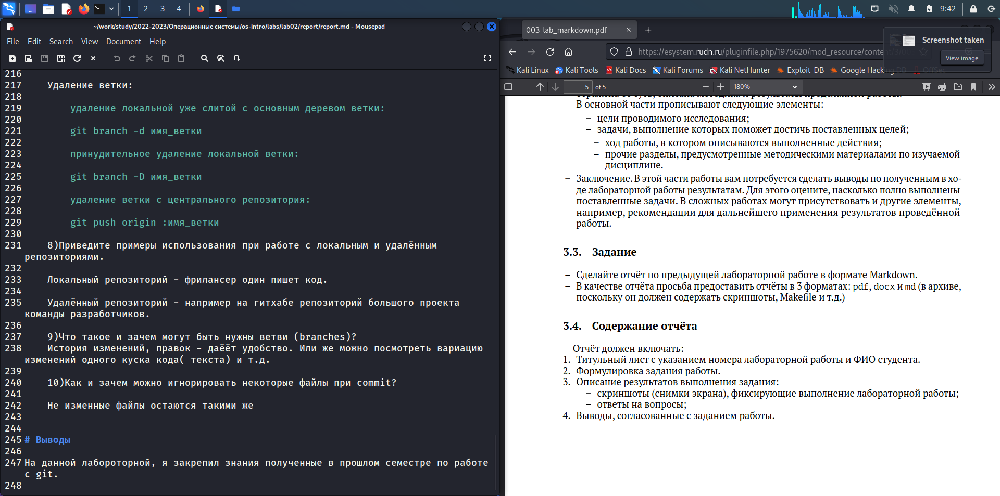 1 2 3 4 9:42
~/work/study/2022-2023/Операционные системы/os-intro/labs/lab02/report/report.md - Mousepad
File Edit Search View Document Help
216
217 Удаление ветки:
218
219 удаление локальной уже слитой с основным деревом ветки:
220
221 git branch -d имя_ветки
222
223 принудительное удаление локальной ветки:
224
225 git branch -D имя_ветки
226
227 удаление ветки с центрального репозитория:
228
229 git push origin :имя_ветки
230
231 8)Приведите примеры использования при работе с локальным и удалённым
репозиториями.
232
233 Локальный репозиторий - фрилансер один пишет код.
234
235 Удалённый репозиторий - например на гитхабе репозиторий большого проекта
команды разработчиков.
236
237 9)Что такое и зачем могут быть нужны ветви (branches)?
238 История изменений, правок - даёёт удобство. Или же можно посмотреть вариацию
изменений одного куска кода( текста) и т.д.
239
240 10)Как и зачем можно игнорировать некоторые файлы при commit?
241
242 Не изменные файлы остаются такими же
243
244
245 # Выводы
246
247 На данной лабороторной, я закрепил знания полученные в прошлом семестре по работе
с git.
248
003-lab_markdown.pdf
Screenshot taken
View image
https://esystem.rudn.ru/pluginfile.php/1975620/mod_resource/content
Kali Linux Kali Tools Kali Docs Kali Forums Kali NetHunter Exploit-DB Google Hacking DB OffSec
5 of 5 180%
отражена её суть, описана методика и результаты проделанной работы.
В основной части прописывают следующие элементы:
– цели проводимого исследования;
– задачи, выполнение которых поможет достичь поставленных целей;
– ход работы, в котором описываются выполненные действия;
– прочие разделы, предусмотренные методическими материалами по изучаемой
дисциплине.
– Заключение. В этой части работы вам потребуется сделать выводы по полученным в хо-
де лабораторной работы результатам. Для этого оцените, насколько полно выполнены
поставленные задачи. В сложных работах могут присутствовать и другие элементы,
например, рекомендации для дальнейшего применения результатов проведённой
работы.
3.3. Задание
– Сделайте отчёт по предыдущей лабораторной работе в формате Markdown.
– В качестве отчёта просьба предоставить отчёты в 3 форматах: pdf, docx и md (в архиве,
поскольку он должен содержать скриншоты, Makefile и т.д.)
3.4. Содержание отчёта
Отчёт должен включать:
1. Титульный лист с указанием номера лабораторной работы и ФИО студента.
2. Формулировка задания работы.
3. Описание результатов выполнения задания:
– скриншоты (снимки экрана), фиксирующие выполнение лабораторной работы;
– ответы на вопросы;
4. Выводы, согласованные с заданием работы.